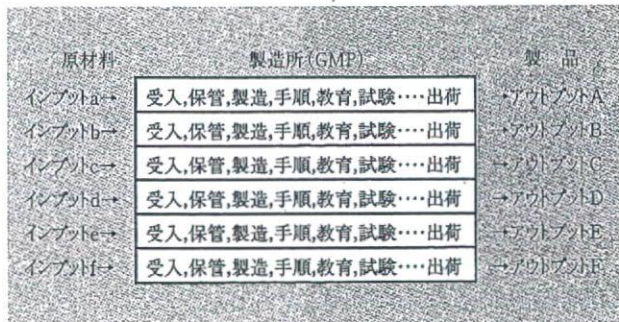 原材料 製造所(GMP) 製品
インプットa→ 受入,保管,製造,手順,教育,試験‥‥出荷 →アウトプットA
インプットb→ 受入,保管,製造,手順,教育,試験‥‥出荷 →アウトプットB
インプットc→ 受入,保管,製造,手順,教育,試験‥‥出荷 →アウトプットC
インプットd→ 受入,保管,製造,手順,教育,試験‥‥出荷 →アウトプットD
インプットe→ 受入,保管,製造,手順,教育,試験‥‥出荷 →アウトプットE
インプットf→ 受入,保管,製造,手順,教育,試験‥‥出荷 →アウトプットF